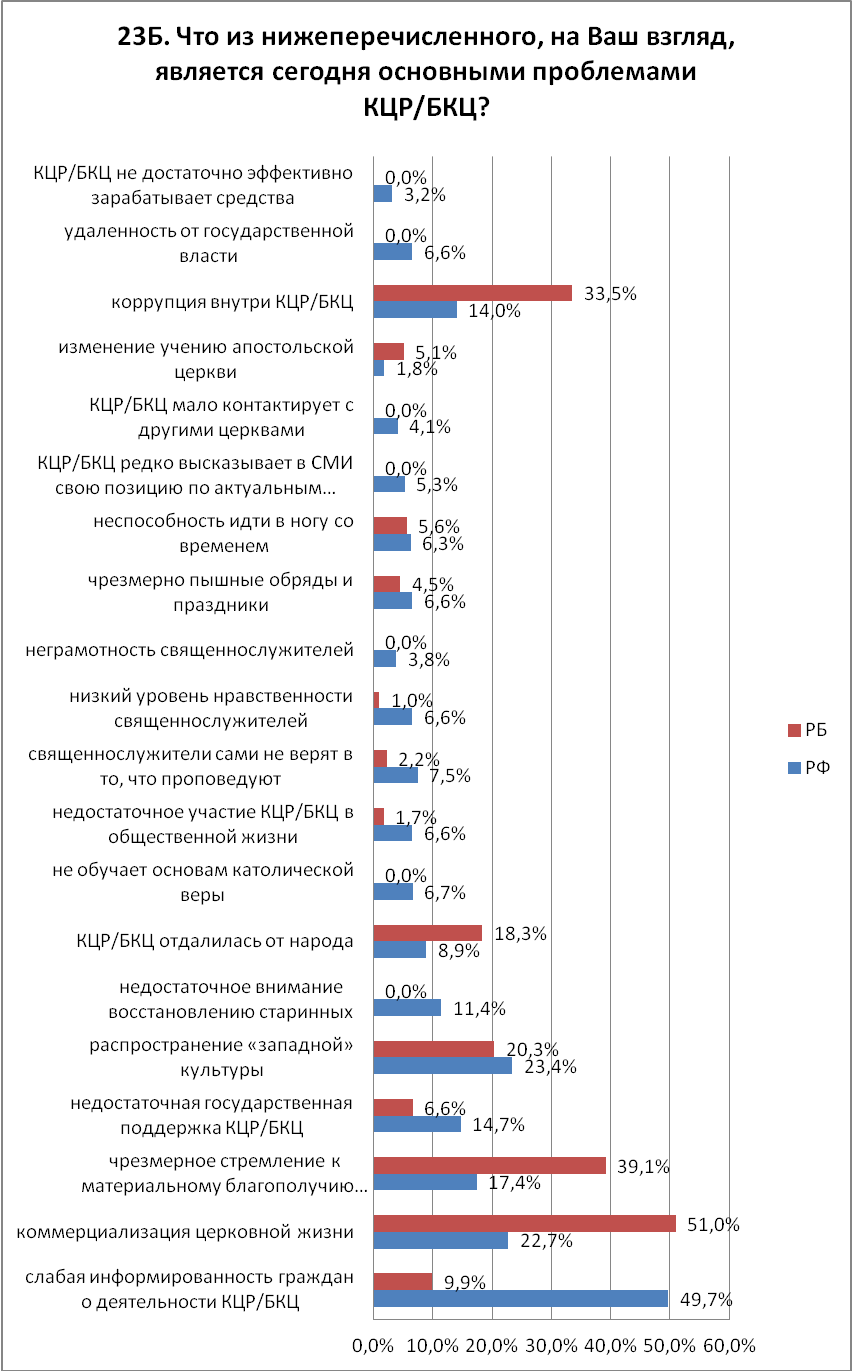 23Б. Что из нижеперечисленного, на Ваш взгляд,
является сегодня основными проблемами
КЦР/БКЦ?
КЦР/БКЦ не достаточно эффективно
зарабатывает средства
0,0%
3,2%
удаленность от государственной
власти
0,0%
6,6%
коррупция внутри КЦР/БКЦ
33,5%
14,0%
изменение учению апостольской
церкви
5,1%
1,8%
КЦР/БКЦ мало контактирует с
другими церквами
0,0%
4,1%
КЦР/БКЦ редко высказывает в СМИ
свою позицию по актуальным...
0,0%
5,3%
неспособность идти в ногу со
временем
5,6%
6,3%
чрезмерно пышные обряды и
праздники
4,5%
6,6%
неграмотность священнослужителей
0,0%
3,8%
низкий уровень нравственности
священнослужителей
1,0%
6,6%
священнослужители сами не верят в
то, что проповедуют
2,2%
7,5%
недостаточное участие КЦР/БКЦ в
общественной жизни
1,7%
6,6%
не обучает основам католической
веры
0,0%
6,7%
КЦР/БКЦ отдалилась от народа
18,3%
8,9%
недостаточное внимание
восстановлению старинных
0,0%
11,4%
распространение «западной»
культуры
20,3%
23,4%
недостаточная государственная
поддержка КЦР/БКЦ
6,6%
14,7%
чрезмерное стремление к
материальному благополучию...
39,1%
17,4%
коммерциализация церковной жизни
51,0%
22,7%
слабая информированность граждан
о деятельности КЦР/БКЦ
9,9%
49,7%
0,0% 10,0% 20,0% 30,0% 40,0% 50,0% 60,0%
РБ
РФ